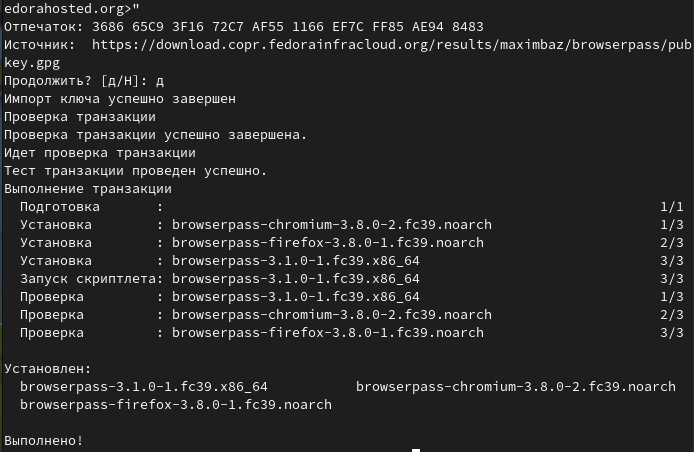 edorahosted.org>"
Отпечаток: 3686 65C9 3F16 72C7 AF55 1166 EF7C FF85 AE94 8483
Источник:  https://download.copr.fedorainfracloud.org/results/maximbaz/browserpass/pub
key.gpg
Продолжить? [д/Н]: д
Импорт ключа успешно завершен
Проверка транзакции
Проверка транзакции успешно завершена.
Идет проверка транзакции
Тест транзакции проведен успешно.
Выполнение транзакции
  Подготовка       :                                                              1/1
  Установка        : browserpass-chromium-3.8.0-2.fc39.noarch                     1/3
  Установка        : browserpass-firefox-3.8.0-1.fc39.noarch                      2/3
  Установка        : browserpass-3.1.0-1.fc39.x86_64                              3/3
  Запуск скриптлета: browserpass-3.1.0-1.fc39.x86_64                              3/3
  Проверка         : browserpass-3.1.0-1.fc39.x86_64                              1/3
  Проверка         : browserpass-chromium-3.8.0-2.fc39.noarch                     2/3
  Проверка         : browserpass-firefox-3.8.0-1.fc39.noarch                      3/3
Установлен:
  browserpass-3.1.0-1.fc39.x86_64           browserpass-chromium-3.8.0-2.fc39.noarch
  browserpass-firefox-3.8.0-1.fc39.noarch
Выполнено!